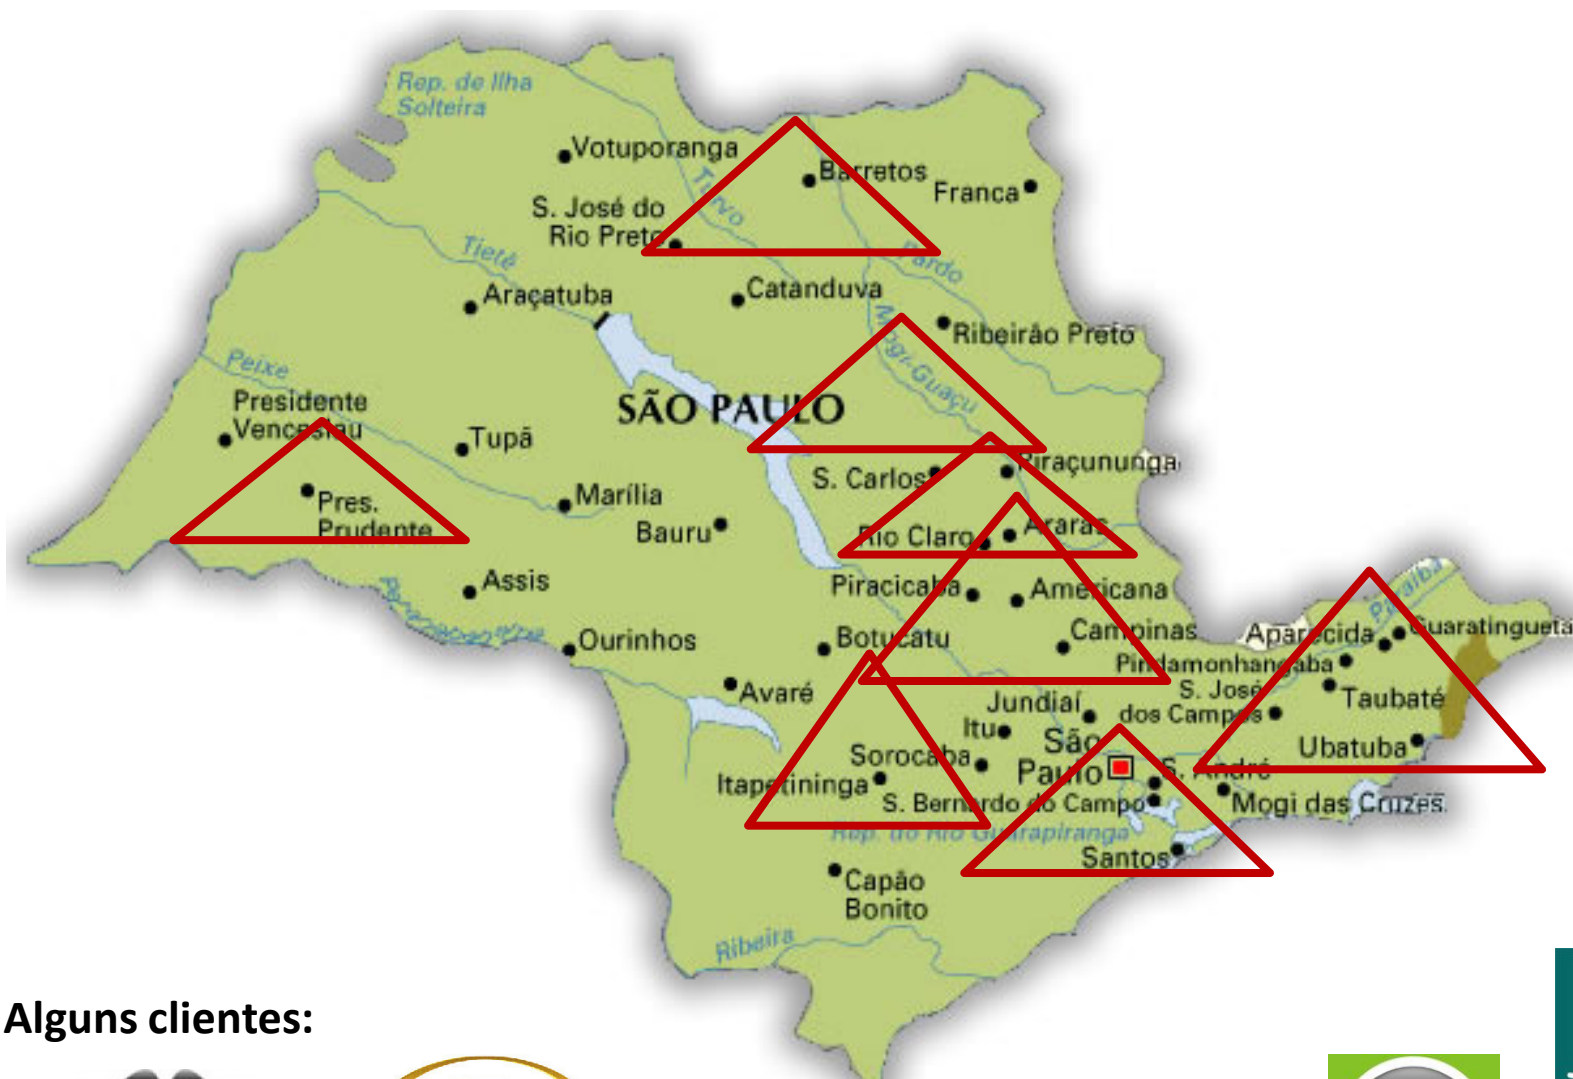 Rep. de Ilha
Solteira
Votuporanga
Barretos
Franca
Turvo
S. José do
Rio Preto
Tietê
Pardo
Araçatuba
Catanduva
Mogi-Guaçu
Ribeirão Preto
Peixe
Presidente
Venceslau
SÃO PAULO
Tupã
S. Carlos
Piraçununga
Pres.
Prudente
Marília
Bauru
Rio Claro
Araras
Assis
Piracicaba
Americana
Paraíba
Ourinhos
Botucatu
Campinas
Aparecida
Guaratinguetá
Pindamonhangaba
Avaré
Jundiaí
S. José
dos Campos
Taubaté
Itu
São
Paulo
Ubatuba
Sorocaba
Itapetininga
S. André
S. Bernardo do Campo
Mogi das Cruzes
Rep. do Rio Guarapiranga
Santos
Capão
Bonito
Ribeira
Alguns clientes: